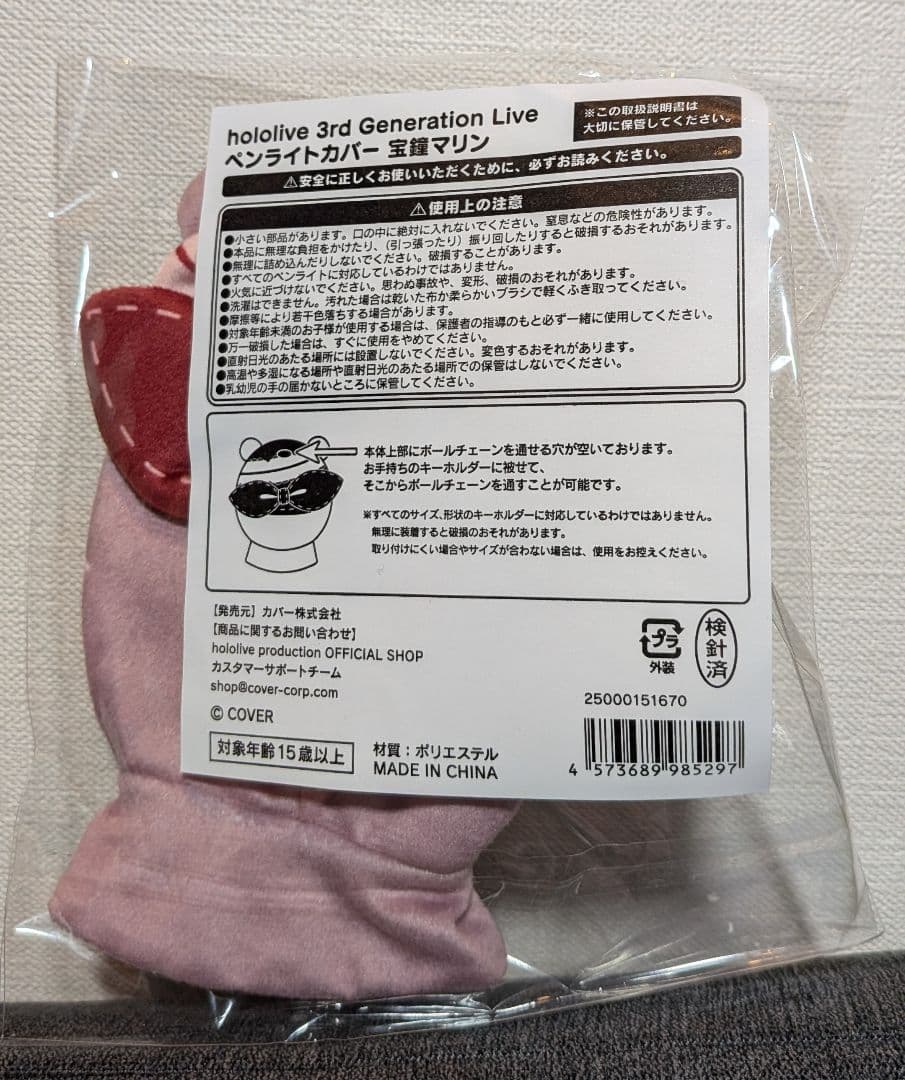 hololive 3rd Generation Live
ペンライトカバー 宝鐘マリン
※この取扱説明書は
大切に保管してください。
⚠安全に正しくお使いいただくために、必ずお読みください。
⚠使用上の注意
●小さい部品があります。口の中に絶対に入れないでください。窒息などの危険性があります。
●本品に無理な負担をかけたり、(引っ張ったり) 振り回したりすると破損するおそれがあります。
●無理に詰め込んだりしないでください。破損することがあります。
●すべてのペンライトに対応しているわけではありません。
●火気に近づけないでください。思わぬ事故や、変形、破損のおそれがあります。
●洗濯はできません。汚れた場合は乾いた布か柔らかいブラシで軽くふき取ってください。
●摩擦等により若干色落ちする場合があります。
●対象年齢未満のお子様が使用する場合は、保護者の指導のもと必ず一緒に使用してください。
●万一破損した場合は、すぐに使用をやめてください。
●直射日光のあたる場所には設置しないでください。変色するおそれがあります。
●高温や多湿になる場所や直射日光のあたる場所での保管はしないでください。
●乳幼児の手の届かないところに保管してください。
本体上部にボールチェーンを通せる穴が空いております。
お手持ちのキーホルダーに被せて、
そこからボールチェーンを通すことが可能です。
※すべてのサイズ、形状のキーホルダーに対応しているわけではありません。
無理に装着すると破損のおそれがあります。
取り付けにくい場合やサイズが合わない場合は、使用をお控えください。
【発売元】カバー株式会社
【商品に関するお問い合わせ】
hololive production OFFICIAL SHOP
カスタマーサポートチーム
shop@cover-corp.com
© COVER
対象年齢15歳以上
材質：ポリエステル
MADE IN CHINA
プラ
外装
検針済
25000151670
4 573689 985297